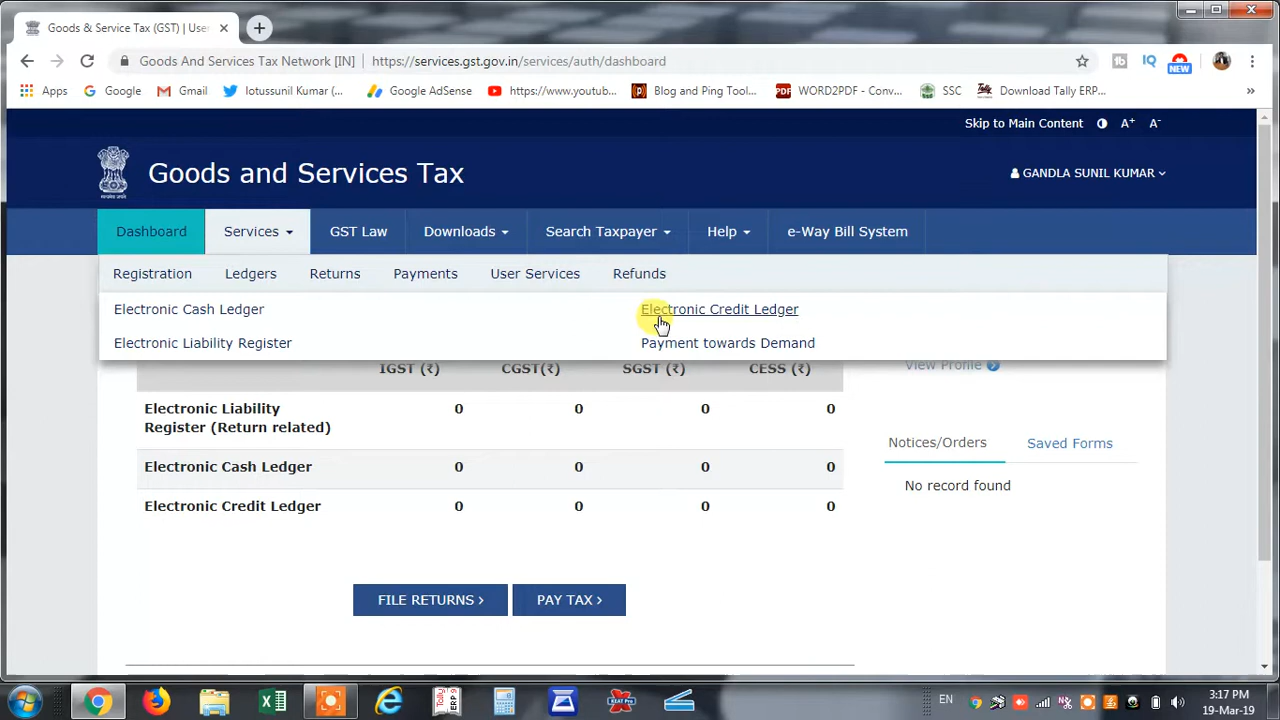 Goods & Service Tax (GST) | User
Goods And Services Tax Network [IN] https://services.gst.gov.in/services/auth/dashboard
NEW
Apps Google Gmail lotussunil Kumar (... Google AdSense https://www.youtub... PDF Blog and Ping Tool... WORD2PDF - Conv... SSC Download Tally ERP... »
Skip to Main Content A+ A-
Goods and Services Tax
GANDLA SUNIL KUMAR
Dashboard Services GST Law Downloads Search Taxpayer Help e-Way Bill System
Registration Ledgers Returns Payments User Services Refunds
Electronic Cash Ledger Electronic Credit Ledger
Electronic Liability Register Payment towards Demand
View Profile
IGST (₹) CGST(₹) SGST (₹) CESS (₹)
Electronic Liability Register (Return related) 0 0 0 0
Electronic Cash Ledger 0 0 0 0
Electronic Credit Ledger 0 0 0 0
Notices/Orders Saved Forms
No record found
FILE RETURNS > PAY TAX >
EN 3:17 PM
19-Mar-19